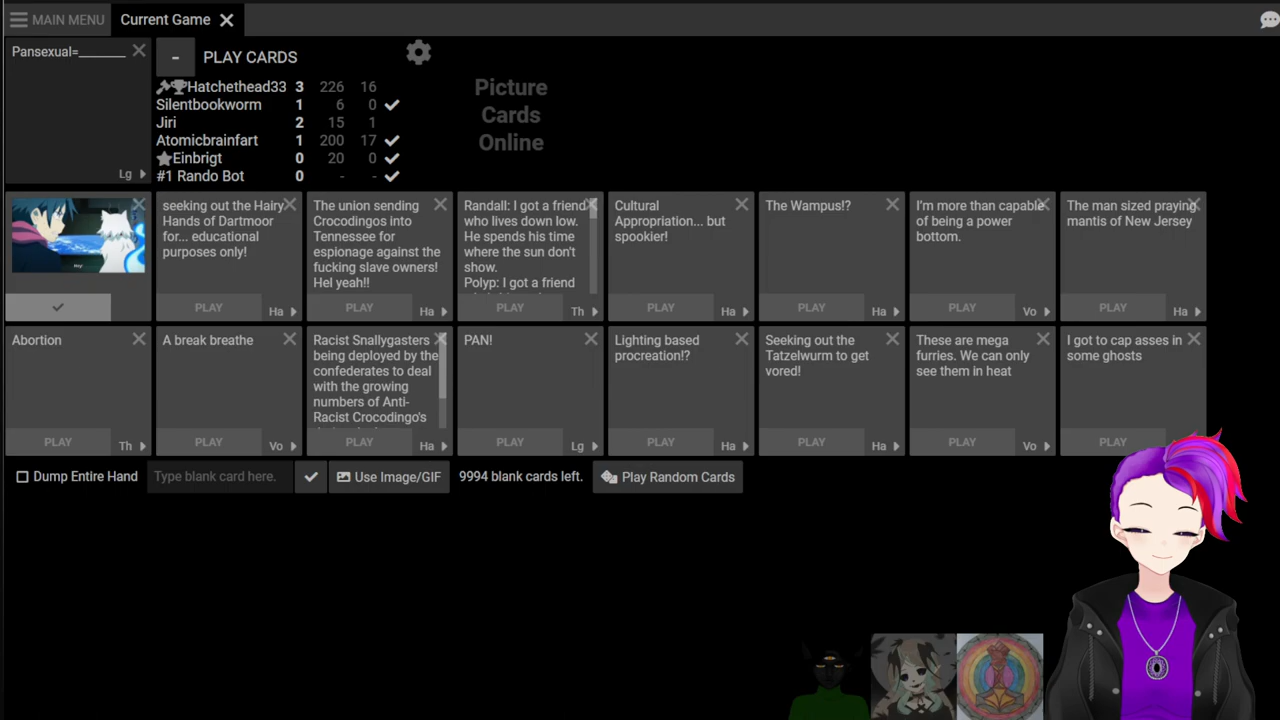 MAIN MENU
Current Game
Pansexual=_______
Lg
-
PLAY CARDS
Hatchethead33 3 226 16
Silentbookworm 1 6 0
Jiri 2 15 1
Atomicbrainfart 1 200 17
Einbrigt 0 20 0
#1 Rando Bot 0 - -
Picture
Cards
Online
Hey!
seeking out the Hairy
Hands of Dartmoor
for... educational
purposes only!
PLAY
Ha
The union sending
Crocodingos into
Tennessee for
espionage against the
fucking slave owners!
Hel yeah!!
PLAY
Ha
Randall: I got a friend
who lives down low.
He spends his time
where the sun don't
show.
Polyp: I got a friend
PLAY
Th
Cultural
Appropriation... but
spookier!
PLAY
Ha
The Wampus!?
PLAY
Ha
I'm more than capable
of being a power
bottom.
PLAY
Vo
The man sized praying
mantis of New Jersey
PLAY
Ha
Abortion
PLAY
Th
A break breathe
PLAY
Vo
Racist Snallygasters
being deployed by the
confederates to deal
with the growing
numbers of Anti-
Racist Crocodingo's
PLAY
Ha
PAN!
PLAY
Lg
Lighting based
procreation!?
PLAY
Ha
Seeking out the
Tatzelwurm to get
vored!
PLAY
Ha
These are mega
furries. We can only
see them in heat
PLAY
Vo
I got to cap asses in
some ghosts
PLAY
Dump Entire Hand
Type blank card here.
Use Image/GIF
9994 blank cards left.
Play Random Cards